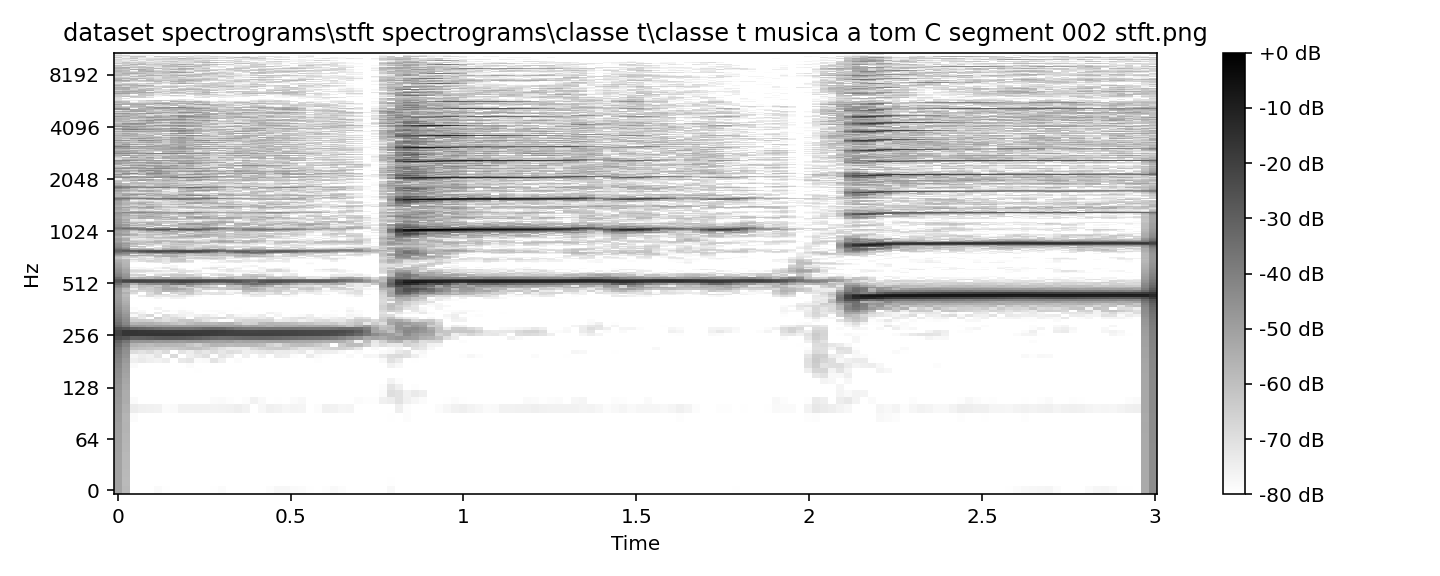 dataset spectrograms\stft spectrograms\classe t\classe t musica a tom C segment 002 stft.png
8192
4096
2048
1024
512
256
128
64
0
Hz
0
0.5
1
1.5
2
2.5
3
Time
+0 dB
-10 dB
-20 dB
-30 dB
-40 dB
-50 dB
-60 dB
-70 dB
-80 dB